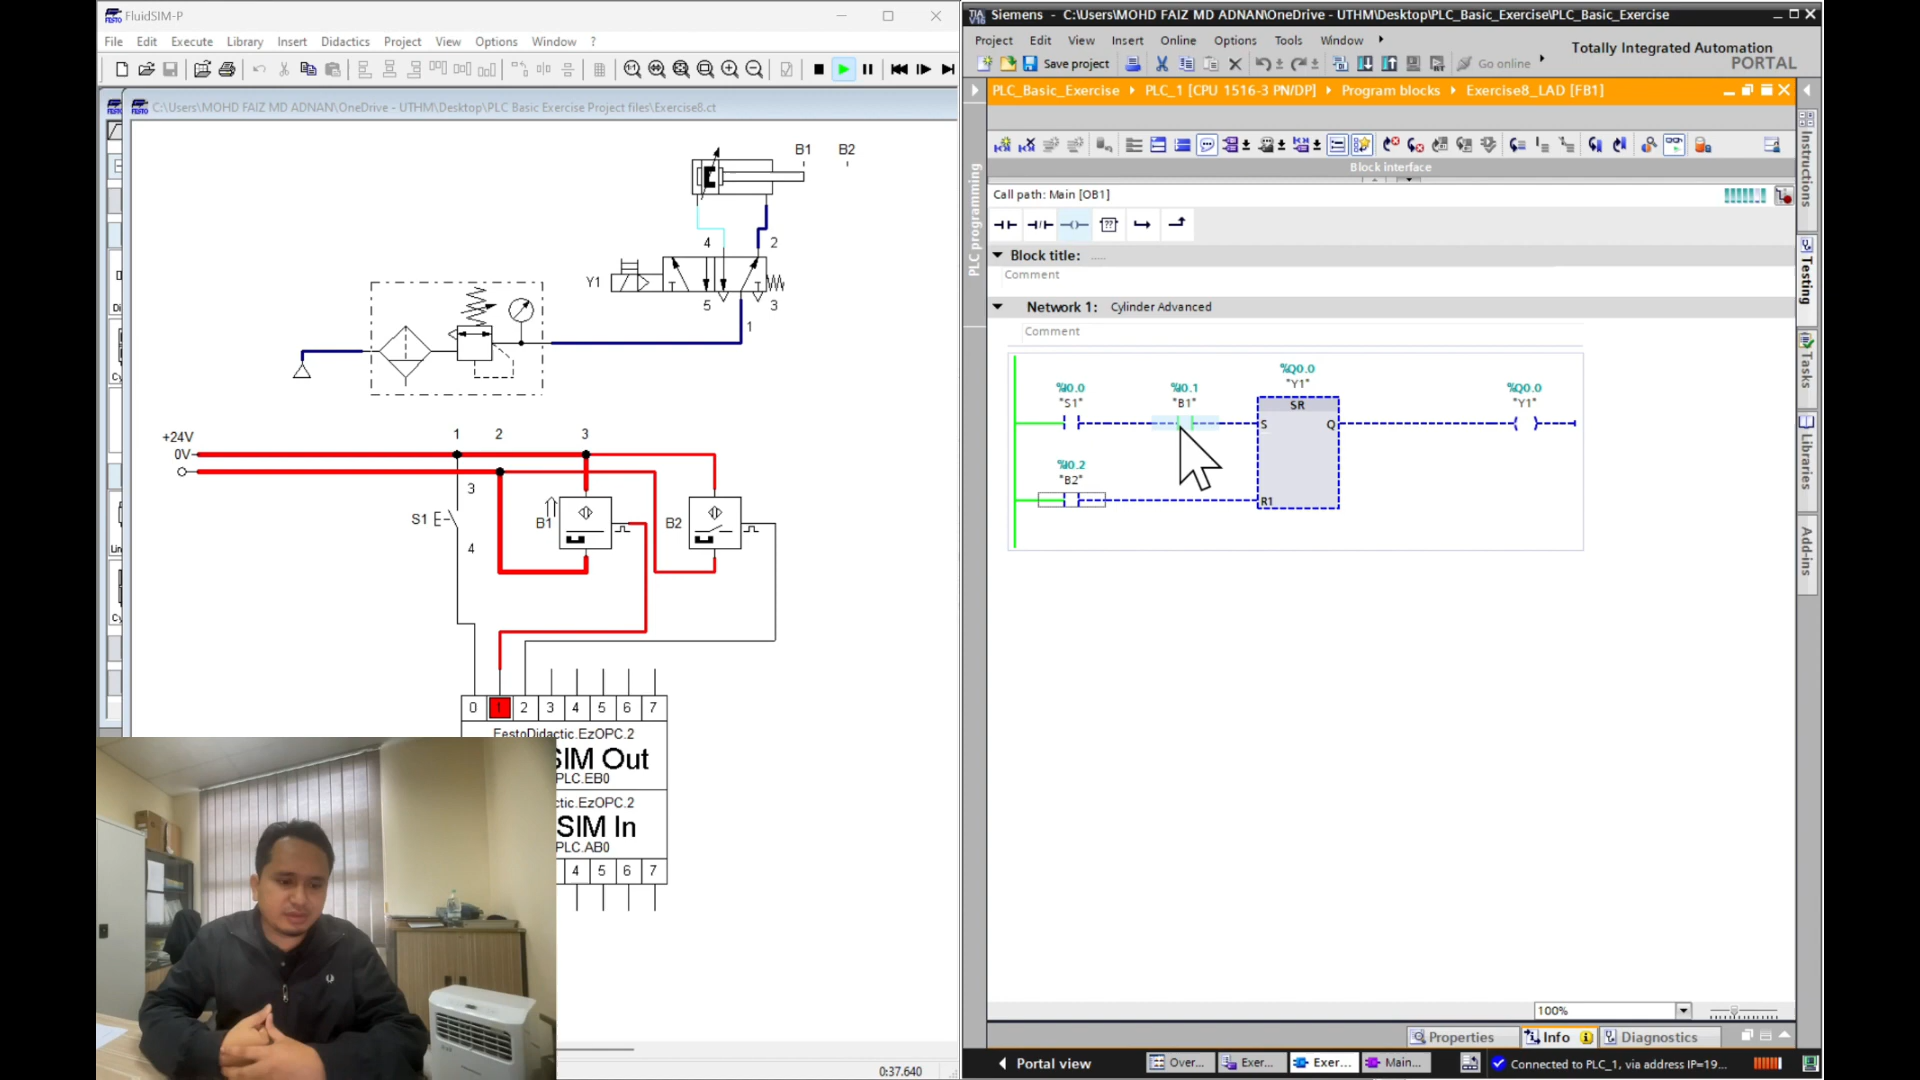 FluidSIM-P
File Edit Execute Library Insert Didactics Project View Options Window ?
C:\Users\MOHD FAIZ MD ADNAN\OneDrive - UTHM\Desktop\PLC Basic Exercise Project files\Exercise8.ct
B1 B2
4 2
Y1
5 3
1
1 2 3
+24V
0V
3
S1
B1
B2
4
0 1 2 3 4 5 6 7
FestoDidactic.EzOPC.2
SIM Out
PLC.EB0
ctic.EzOPC.2
SIM In
PLC.AB0
4 5 6 7
0:37.640
Siemens - C:\Users\MOHD FAIZ MD ADNAN\OneDrive - UTHM\Desktop\PLC_Basic_Exercise\PLC_Basic_Exercise
Project Edit View Insert Online Options Tools Window
Totally Integrated Automation
PORTAL
Save project
Go online
PLC_Basic_Exercise PLC_1 [CPU 1516-3 PN/DP] Program blocks Exercise8_LAD [FB1]
Block interface
Call path: Main [OB1]
Block title: .....
Comment
Network 1: Cylinder Advanced
Comment
%Q0.0
"Y1"
%I0.0
"S1"
%I0.1
"B1"
%Q0.0
"Y1"
SR
S Q
%I0.2
"B2"
R1
PLC programming
Instructions
Testing
Tasks
Libraries
Add-ins
100%
Properties Info Diagnostics
Portal view Over... Exer... Exer... Main... Connected to PLC_1, via address IP=19...